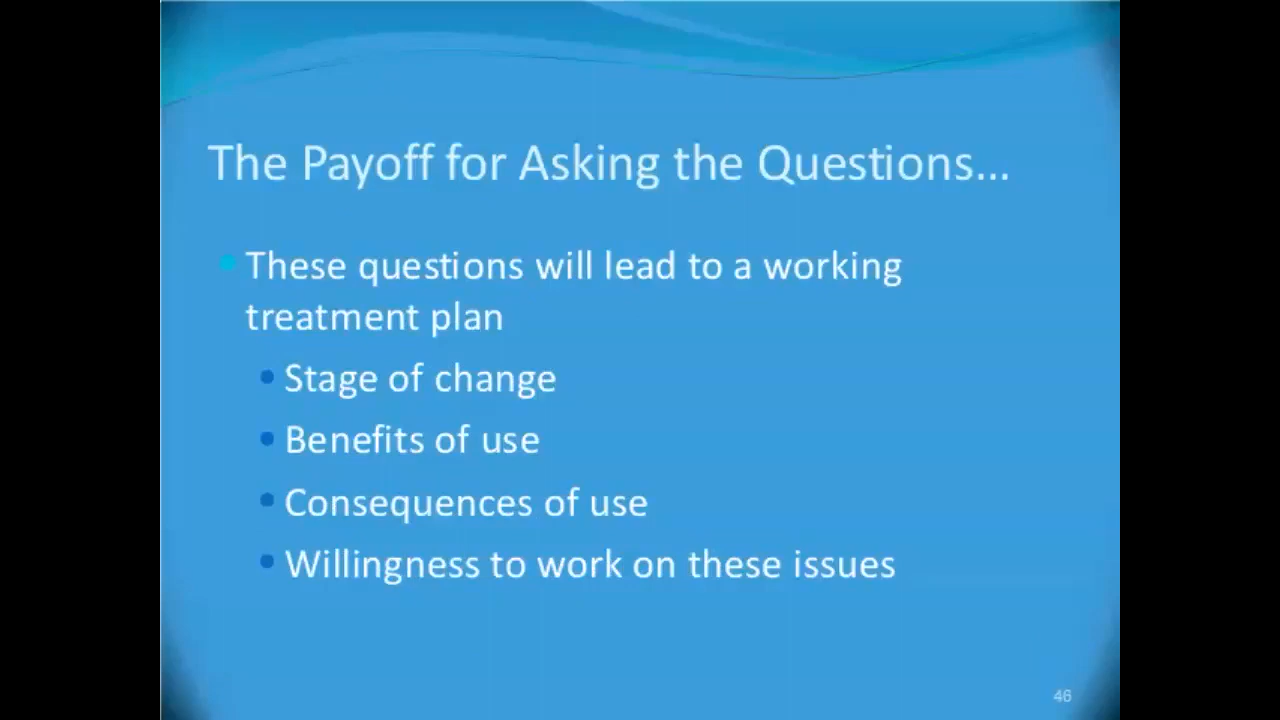 The Payoff for Asking the Questions...
These questions will lead to a working
treatment plan
Stage of change
Benefits of use
Consequences of use
Willingness to work on these issues
46